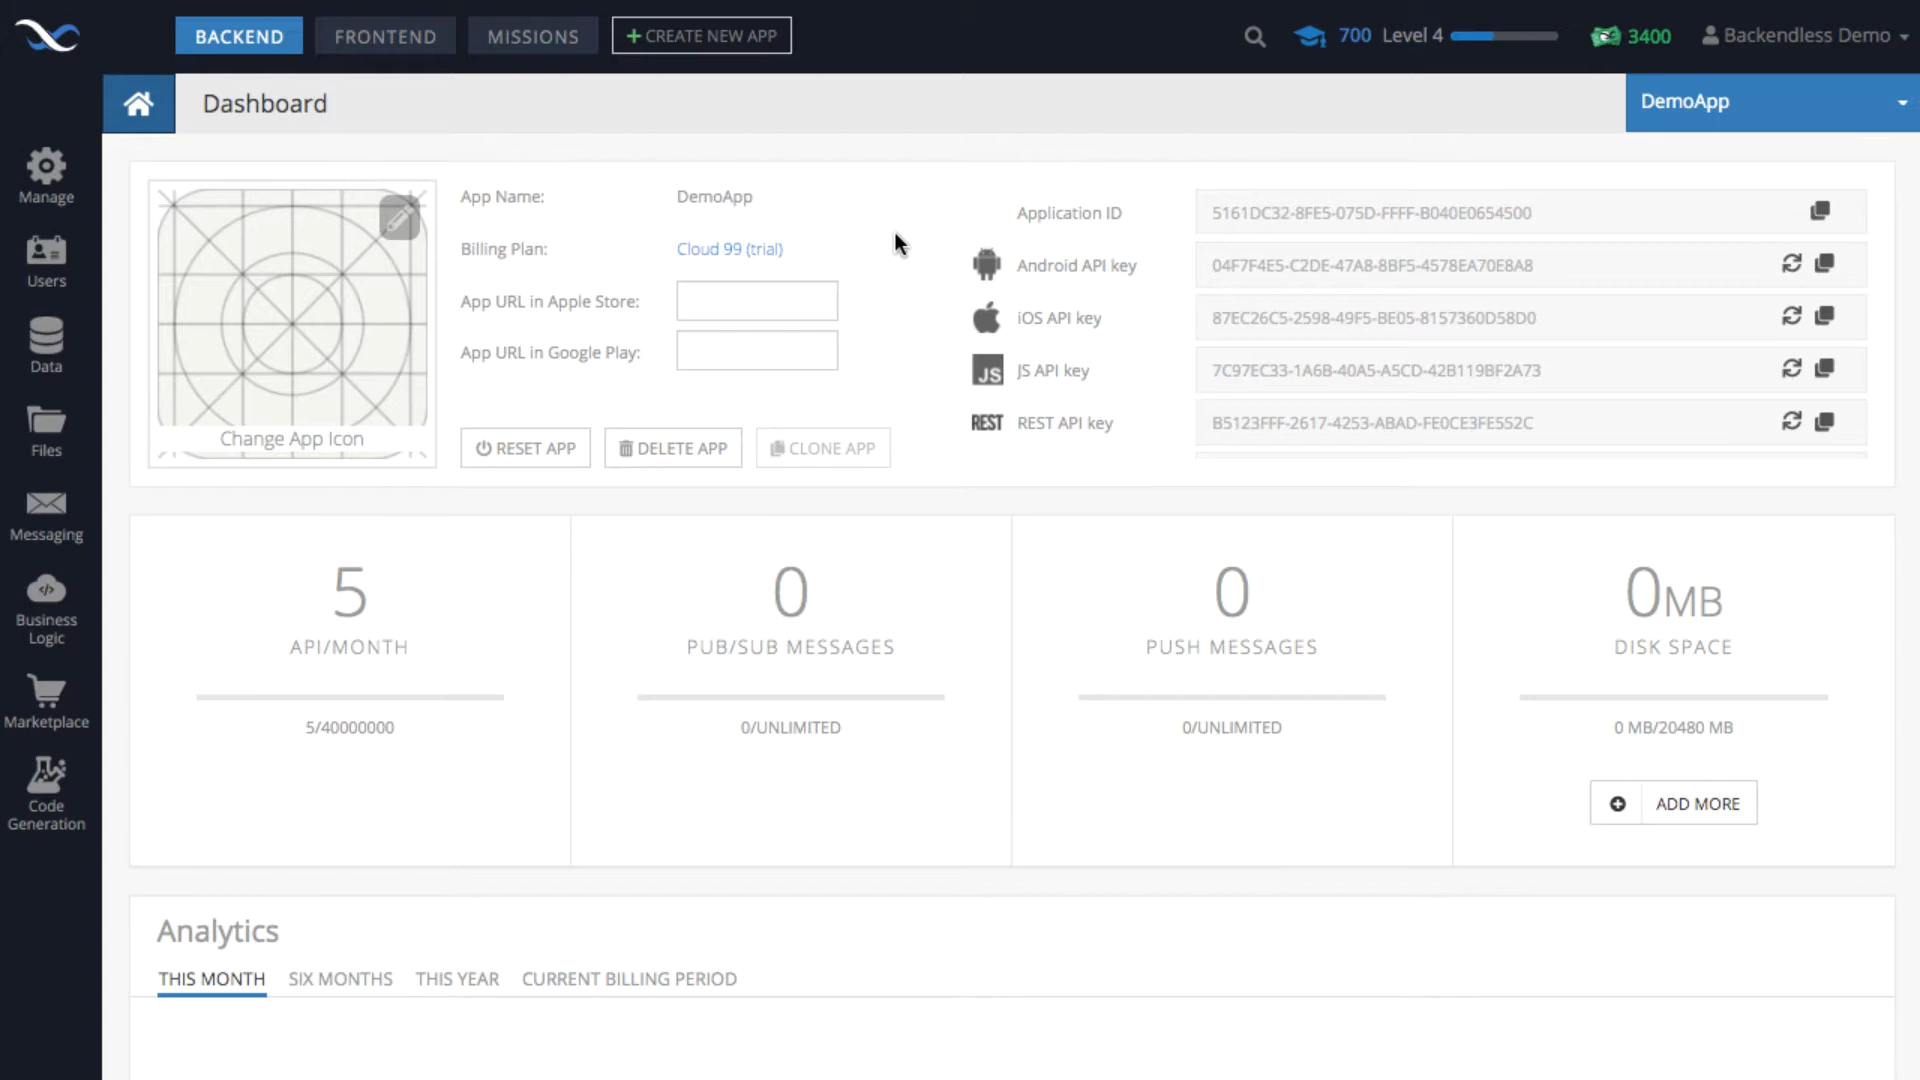 BACKEND FRONTEND MISSIONS CREATE NEW APP 700 Level 4 3400 Backendless Demo
Dashboard DemoApp
Manage
Users
Data
Files
Messaging
Business
Logic
Marketplace
Code
Generation
Change App Icon
App Name: DemoApp
Billing Plan: Cloud 99 (trial)
App URL in Apple Store:
App URL in Google Play:
RESET APP DELETE APP CLONE APP
Application ID 5161DC32-8FE5-075D-FFFF-B040E0654500
Android API key 04F7F4E5-C2DE-47A8-8BF5-4578EA70E8A8
iOS API key 87EC26C5-2598-49F5-BE05-8157360D58D0
JS JS API key 7C97EC33-1A6B-40A5-A5CD-42B119BF2A73
REST REST API key B5123FFF-2617-4253-ABAD-FE0CE3FE552C
5
API/MONTH
5/40000000
0
PUB/SUB MESSAGES
0/UNLIMITED
0
PUSH MESSAGES
0/UNLIMITED
0MB
DISK SPACE
0 MB/20480 MB
ADD MORE
Analytics
THIS MONTH SIX MONTHS THIS YEAR CURRENT BILLING PERIOD